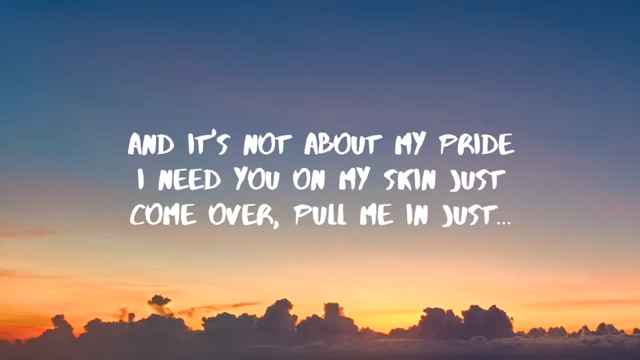 AND IT'S NOT ABOUT MY PRIDE
I NEED YOU ON MY SKIN JUST
COME OVER, PULL ME IN JUST...